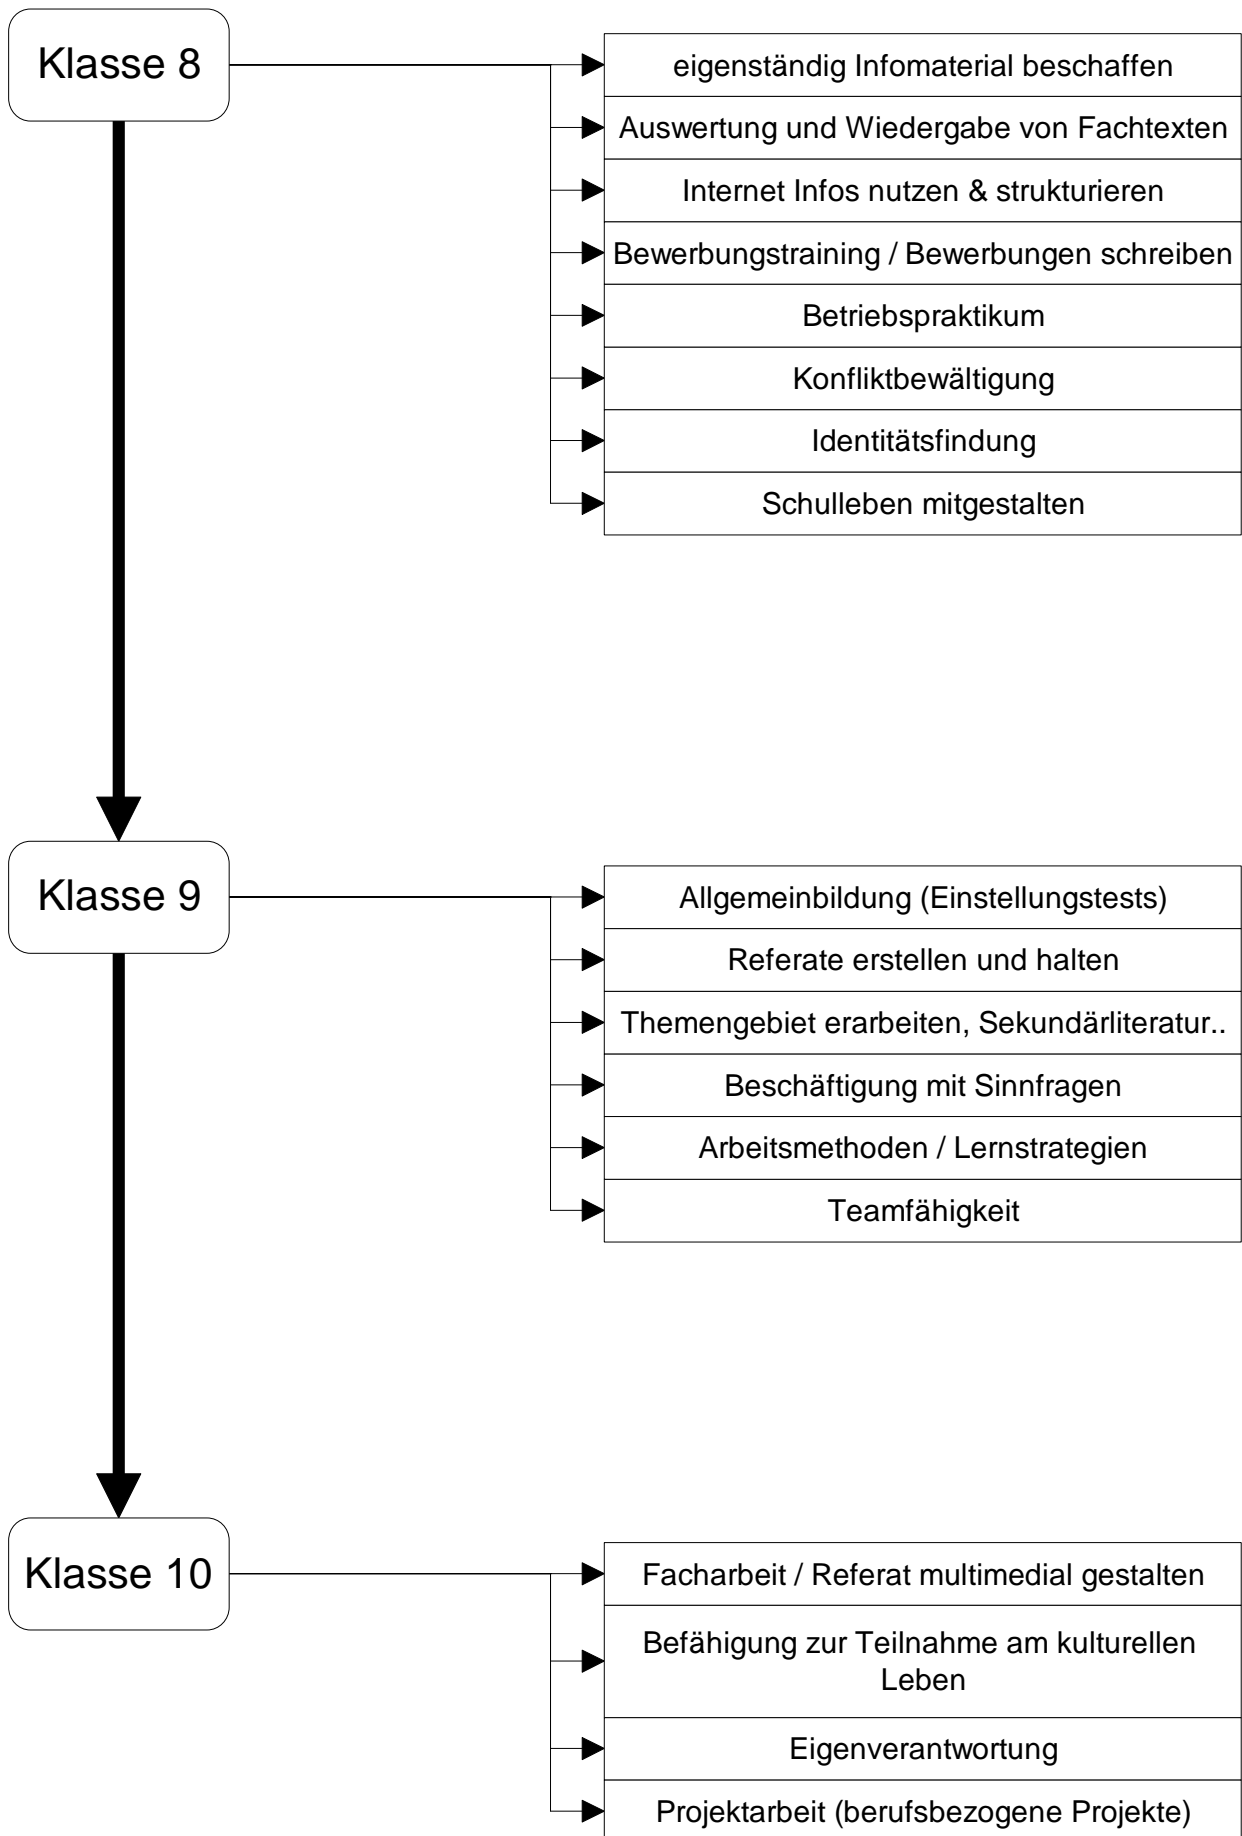 Klasse 8
eigenständig Infomaterial beschaffen
Auswertung und Wiedergabe von Fachtexten
Internet Infos nutzen & strukturieren
Bewerbungstraining / Bewerbungen schreiben
Betriebspraktikum
Konfliktbewältigung
Identitätsfindung
Schulleben mitgestalten
Klasse 9
Allgemeinbildung (Einstellungstests)
Referate erstellen und halten
Themengebiet erarbeiten, Sekundärliteratur..
Beschäftigung mit Sinnfragen
Arbeitsmethoden / Lernstrategien
Teamfähigkeit
Klasse 10
Facharbeit / Referat multimedial gestalten
Befähigung zur Teilnahme am kulturellen
Leben
Eigenverantwortung
Projektarbeit (berufsbezogene Projekte)